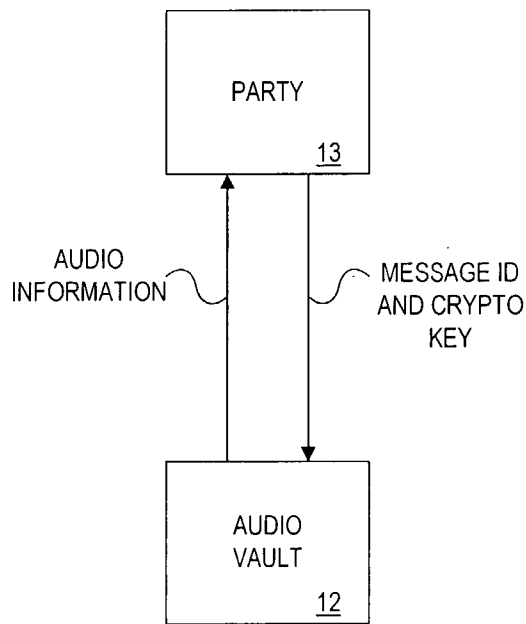 PARTY
13
AUDIO
INFORMATION
MESSAGE ID
AND CRYPTO
KEY
AUDIO
VAULT
12